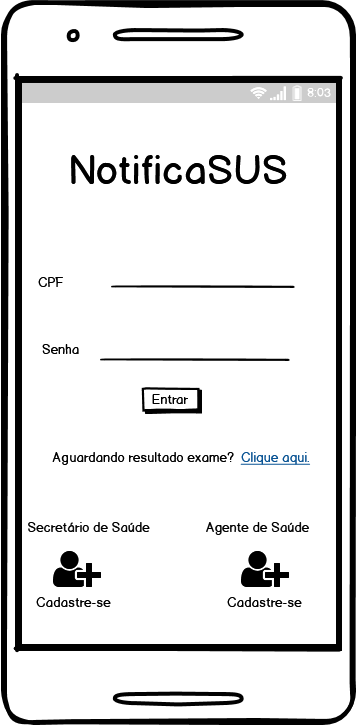 8:03
NotificaSUS
CPF
Senha
Entrar
Aguardando resultado exame? Clique aqui.
Secretário de Saúde
Agente de Saúde
Cadastre-se
Cadastre-se